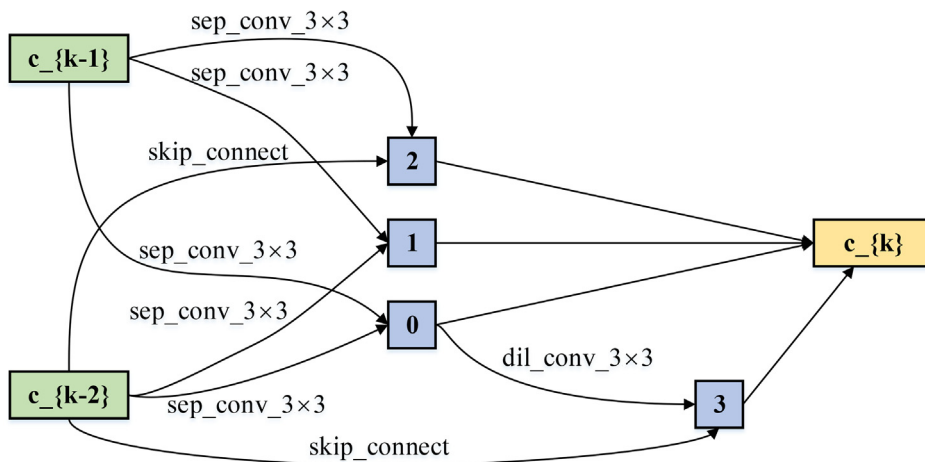 sep_conv_3×3
c_{k-1}
sep_conv_3×3
skip_connect
2
1
c_{k}
sep_conv_3×3
sep_conv_3×3
0
dil_conv_3×3
c_{k-2}
sep_conv_3×3
3
skip_connect